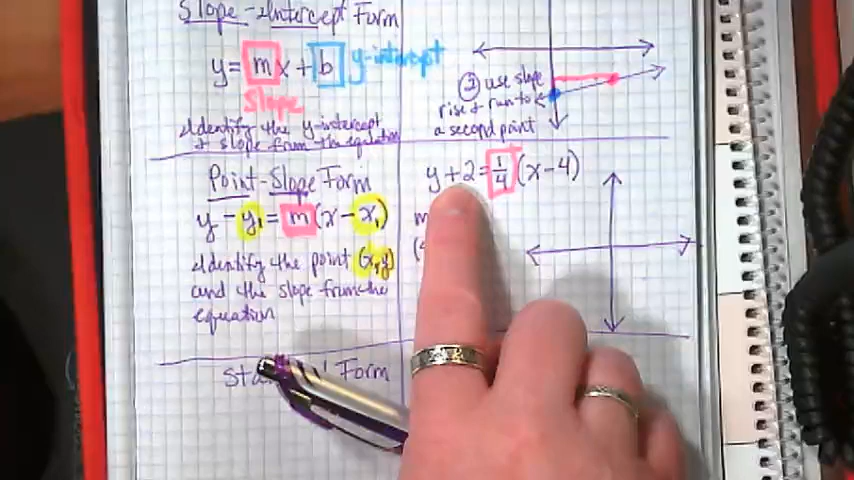 Slope-Intercept Form
y = mx + b y-intercept
slope
Identify the y-intercept
+ slope from the equation
② use slope
rise + run to
a second point
Point-Slope Form
y - y₁ = m(x - x₁)
Identify the point (x₁, y₁)
and the slope from the
equation
y + 2 = 1/4 (x - 4)
m
(
Form